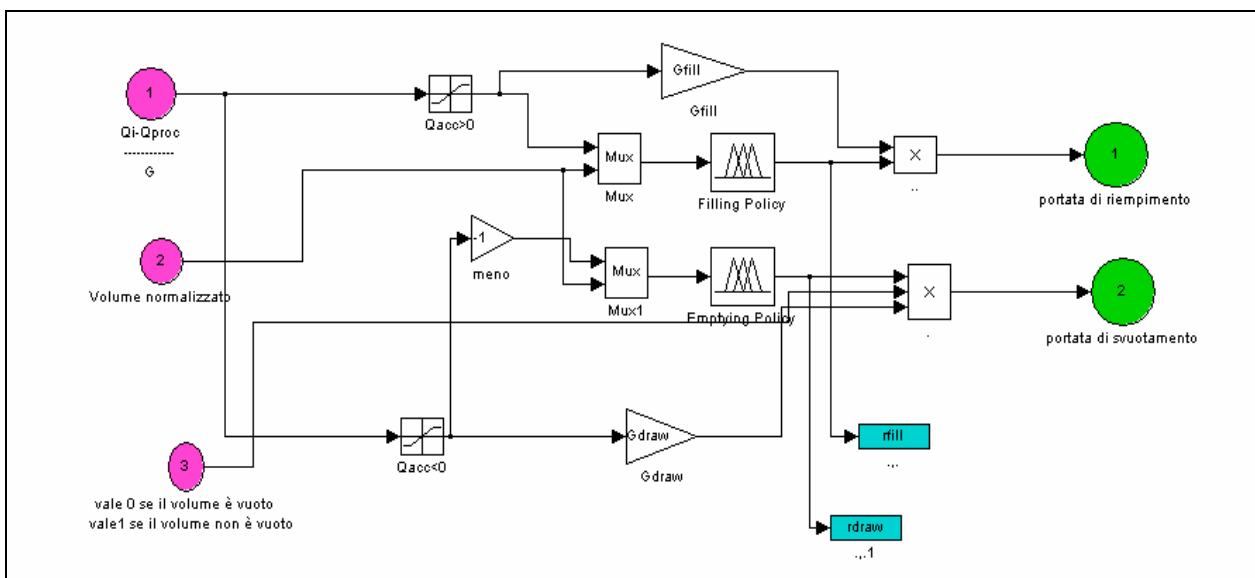 Gfill
1
Qi-Qproc
------------
G
Qacc>0
Gfill
Mux
Mux
Filling Policy
X
..
1
portata di riempimento
2
Volume normalizzato
-1
meno
Mux
Mux1
Emptying Policy
X
.
2
portata di svuotamento
3
vale 0 se il volume è vuoto
vale1 se il volume non è vuoto
Qacc<0
Gdraw
Gdraw
rfill
.,.
rdraw
.,.1